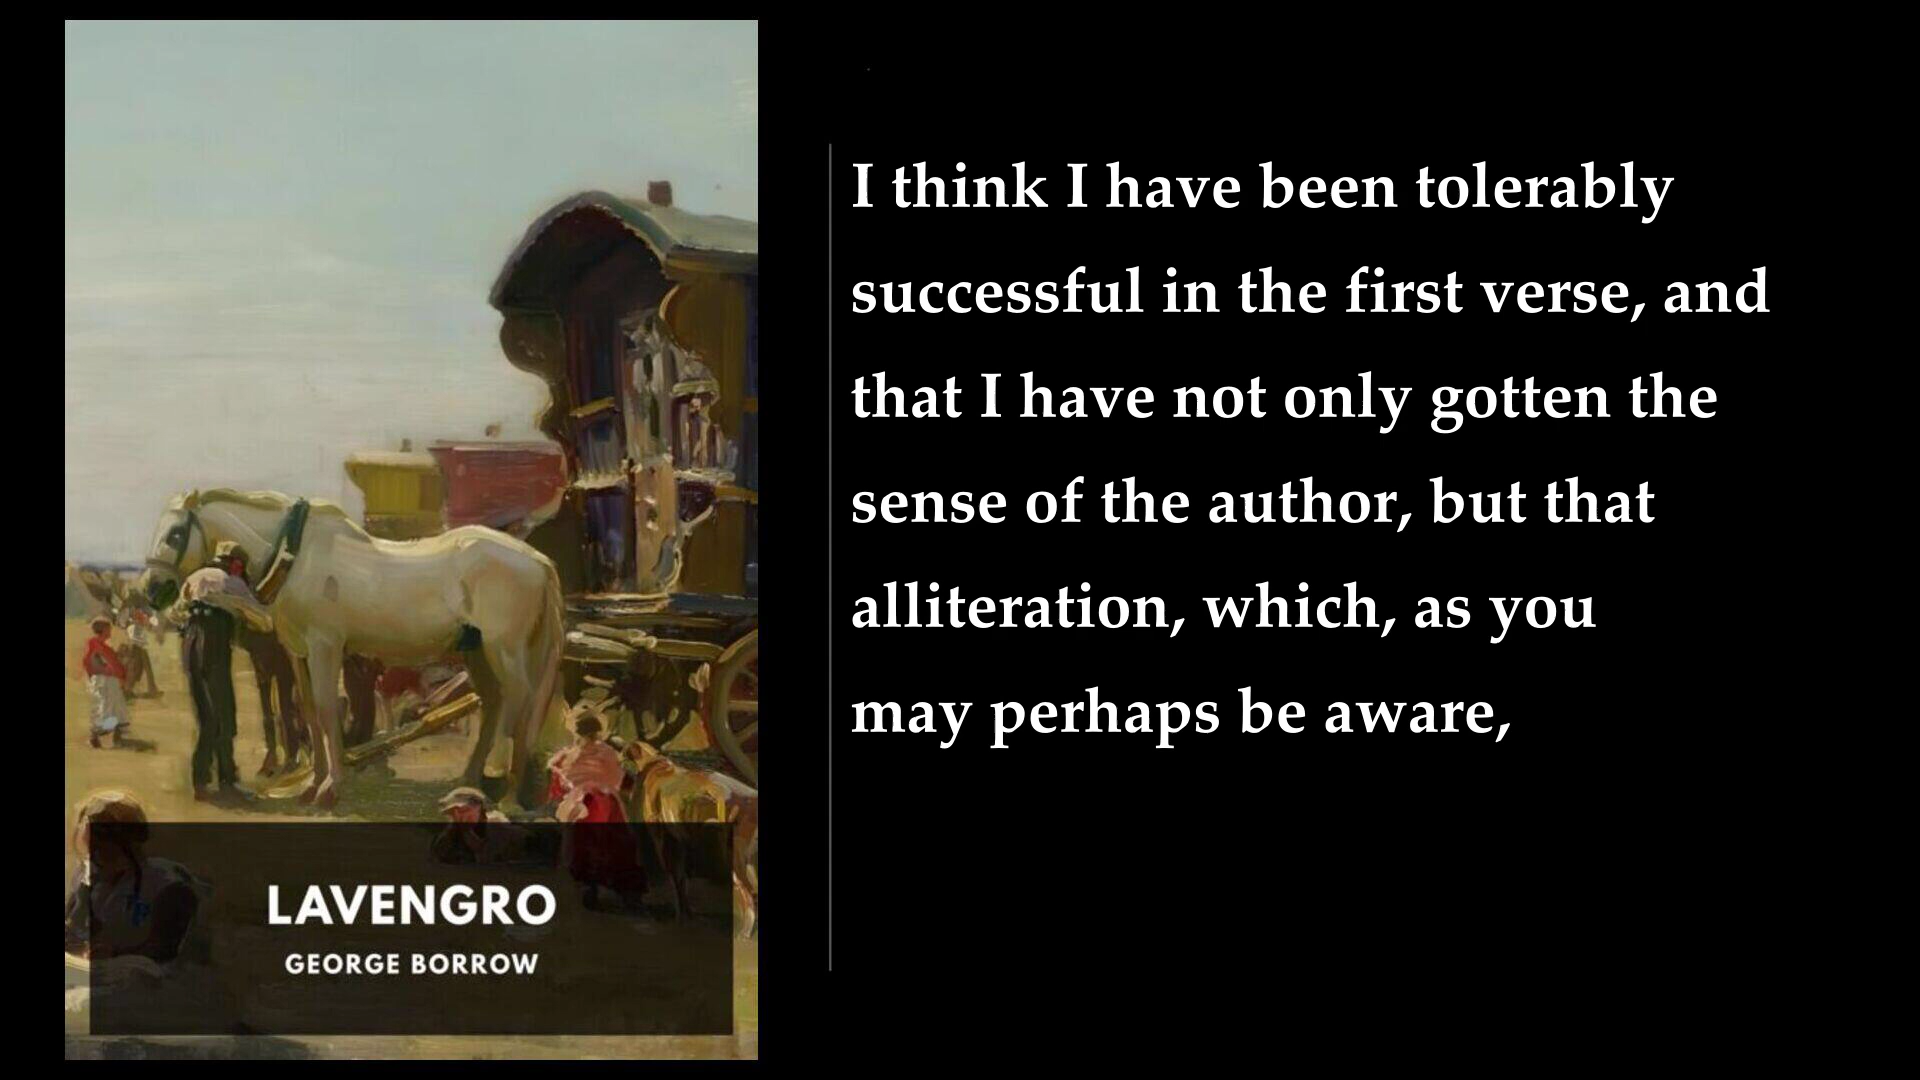 I think I have been tolerably
successful in the first verse, and
that I have not only gotten the
sense of the author, but that
alliteration, which, as you
may perhaps be aware,
LAVENGRO
GEORGE BORROW